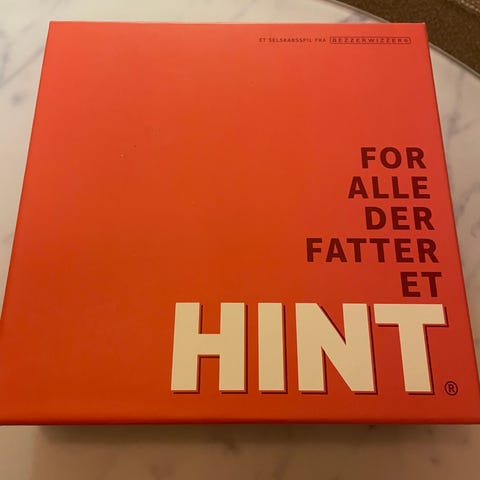 ET SELSKABSSPIL FRA BEZZERWIZZER®
FOR
ALLE
DER
FATTER
ET
HINT®